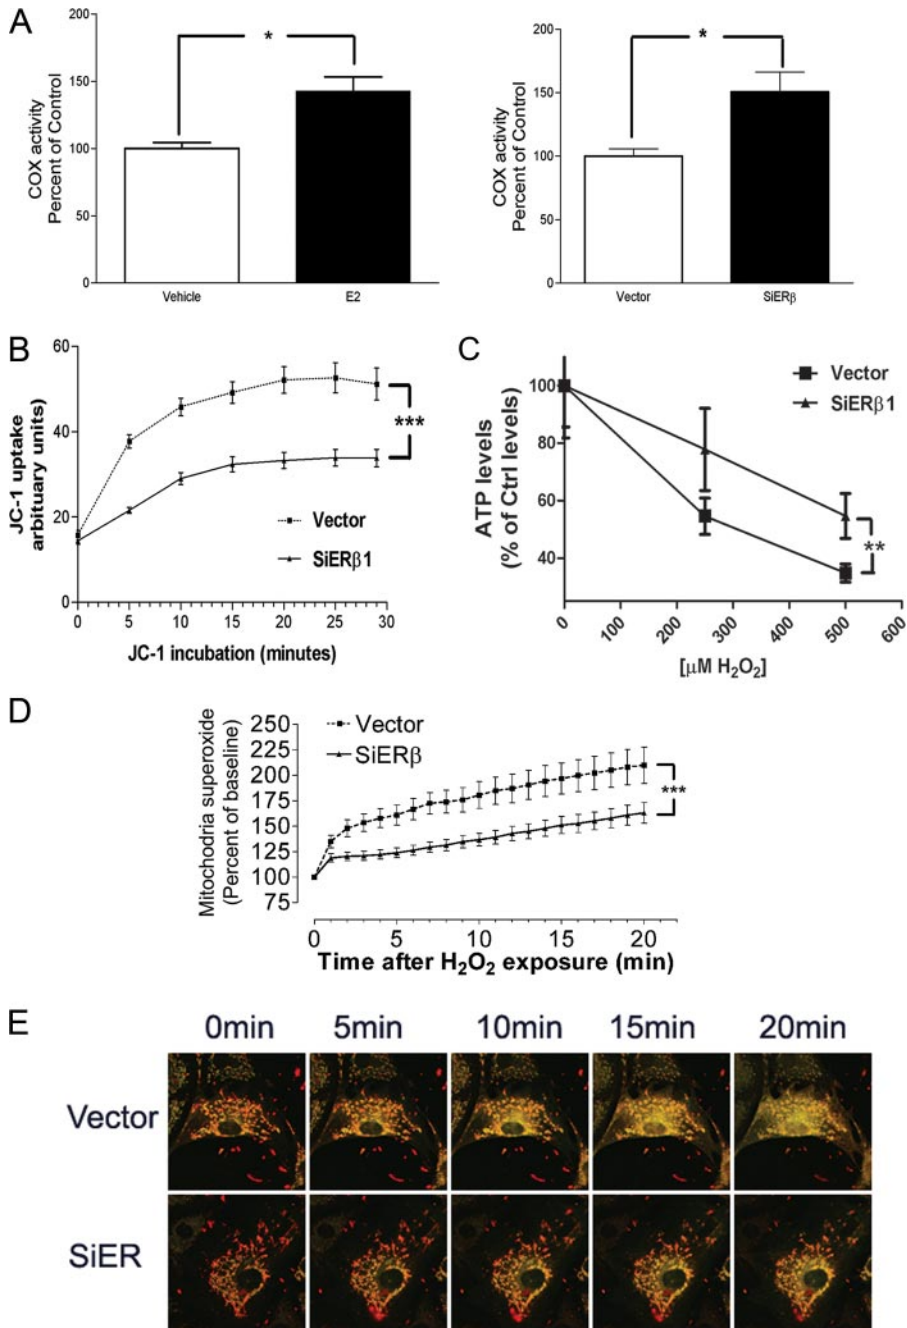 A
COX activity
Percent of Control
200
150
100
50
0
*
Vehicle
E2
COX activity
Percent of Control
200
150
100
50
0
*
Vector
SiERβ
B
JC-1 uptake
arbituary units)
60
40
20
0
***
Vector
SiERβ1
0 5 10 15 20 25 30
JC-1 incubation (minutes)
C
ATP levels
(% of Ctrl levels)
100
80
60
40
Vector
SiERβ1
**
0 100 200 300 400 500 600
[µM H₂O₂]
D
Mitochodria superoxide
(Percent of baseline)
250
225
200
175
150
125
100
75
Vector
SiERβ
***
0 5 10 15 20
Time after H₂O₂ exposure (min)
E
0min 5min 10min 15min 20min
Vector
SiER